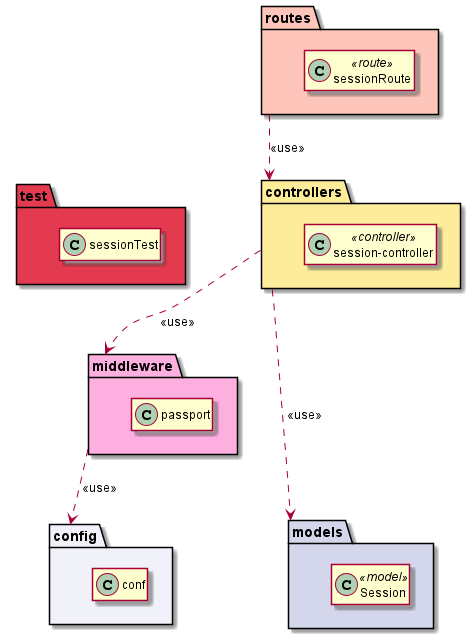 routes
C
«route»
sessionRoute
«use»
test
C sessionTest
controllers
C
«controller»
session-controller
«use»
middleware
C passport
«use»
«use»
config
C conf
models
C
«model»
Session